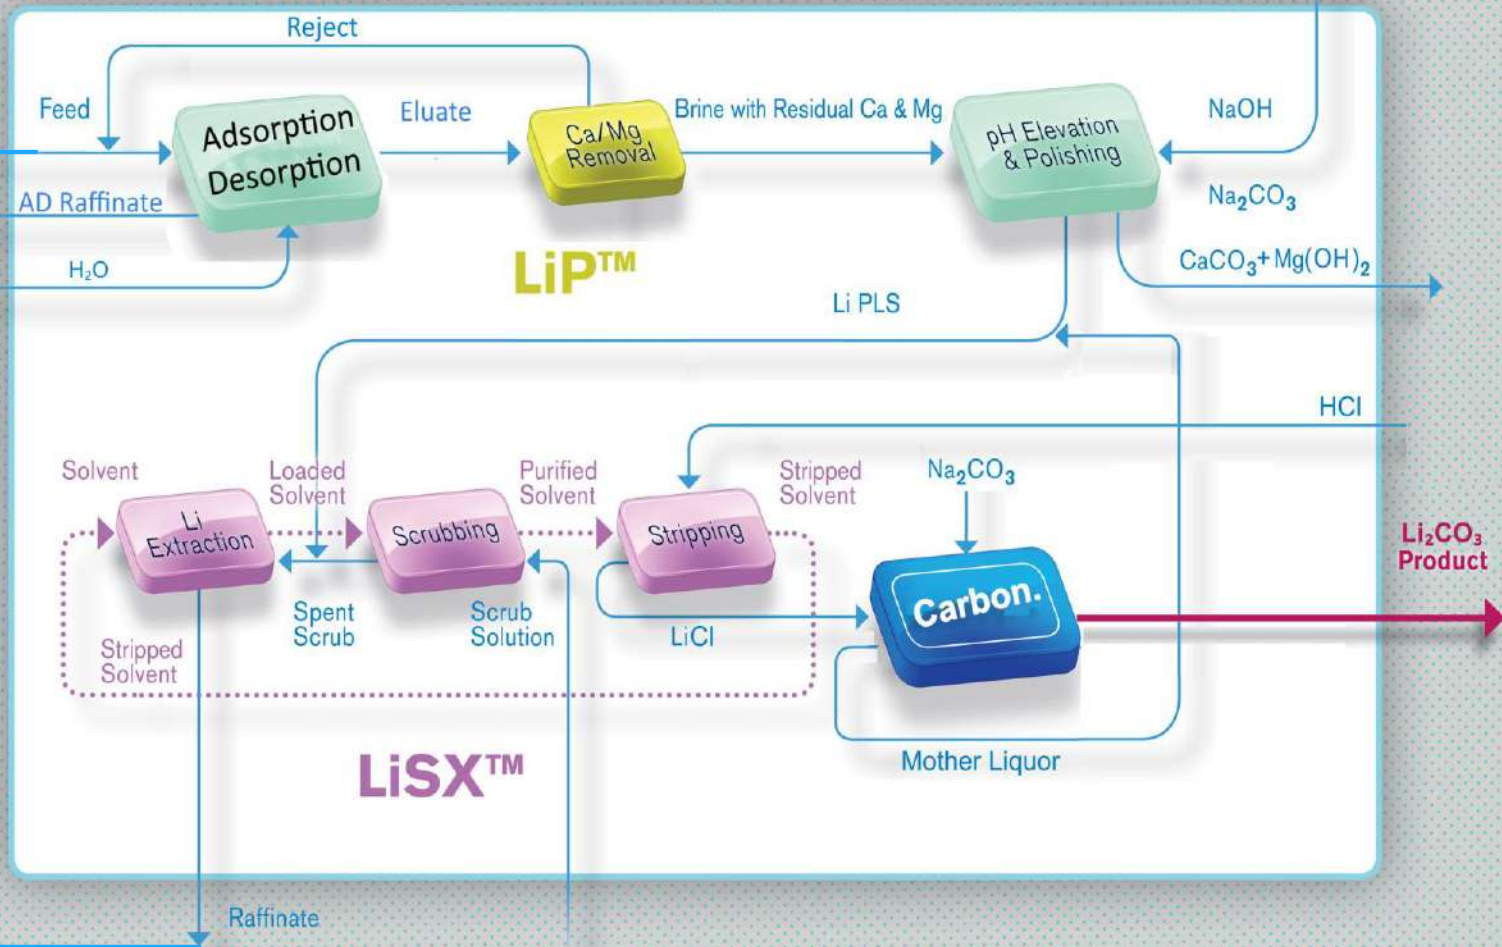 Reject
Feed
Adsorption
Desorption
Eluate
Ca/Mg
Removal
Brine with Residual Ca & Mg
pH Elevation
& Polishing
NaOH
Na₂CO₃
AD Raffinate
H₂O
LiP™
CaCO₃+Mg(OH)₂
Li PLS
HCl
Solvent
Loaded
Solvent
Purified
Solvent
Stripped
Solvent
Na₂CO₃
Li
Extraction
Scrubbing
Stripping
Li₂CO₃
Product
Carbon.
Spent
Scrub
Scrub
Solution
LiCl
Stripped
Solvent
Mother Liquor
LiSX™
Raffinate